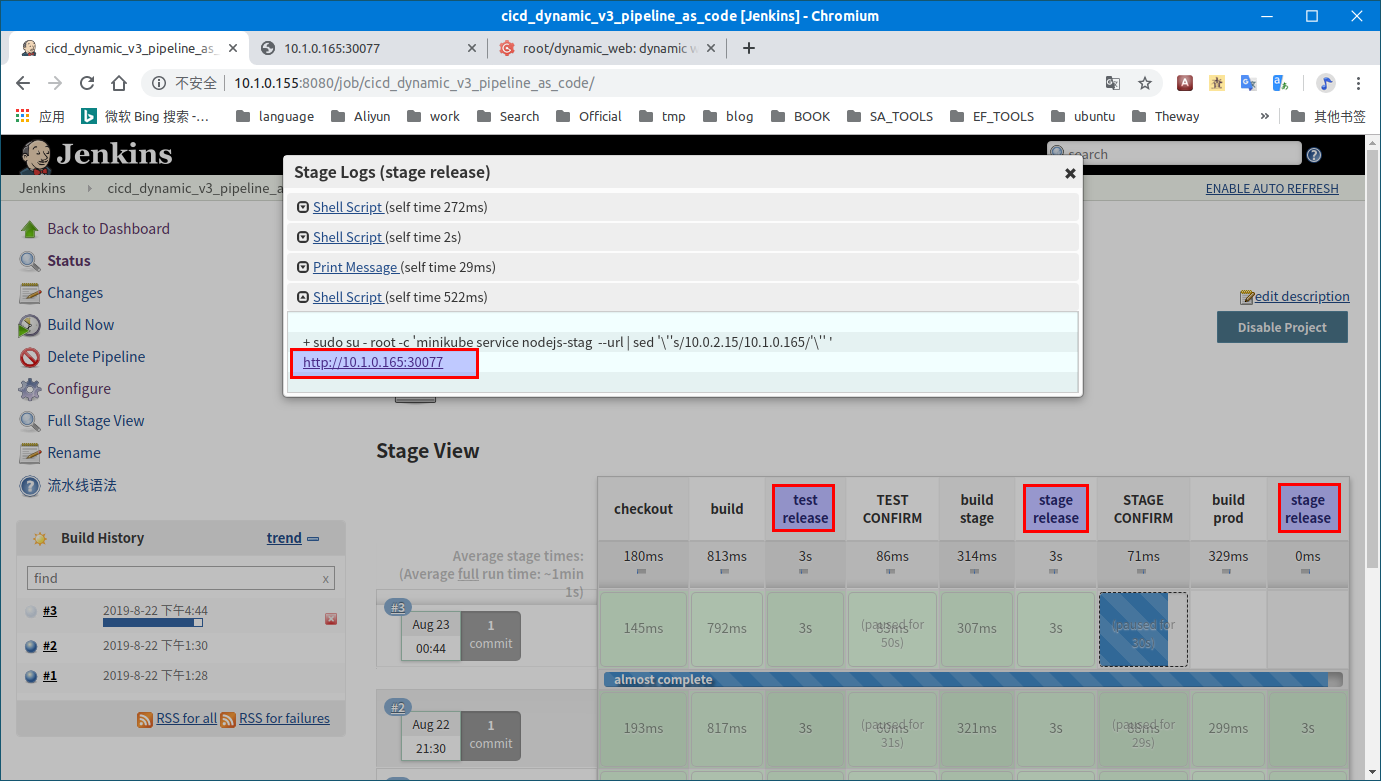 cicd_dynamic_v3_pipeline_as_code [Jenkins] - Chromium
cicd_dynamic_v3_pipeline_as_
10.1.0.165:30077
root/dynamic_web: dynamic w
不安全
10.1.0.155:8080/job/cicd_dynamic_v3_pipeline_as_code/
应用
微软 Bing 搜索 -...
language
Aliyun
work
Search
Official
tmp
blog
BOOK
SA_TOOLS
EF_TOOLS
ubuntu
Theway
»
其他书签
Jenkins
search
Jenkins
cicd_dynamic_v3_pipeline_a
ENABLE AUTO REFRESH
Stage Logs (stage release)
Shell Script (self time 272ms)
Shell Script (self time 2s)
Print Message (self time 29ms)
Shell Script (self time 522ms)
+ sudo su - root -c 'minikube service nodejs-stag --url | sed '\''s/10.0.2.15/10.1.0.165/'\'' '
http://10.1.0.165:30077
Back to Dashboard
Status
Changes
Build Now
Delete Pipeline
Configure
Full Stage View
Rename
流水线语法
edit description
Disable Project
Build History
trend
find
x
#3
2019-8-22 下午4:44
#2
2019-8-22 下午1:30
#1
2019-8-22 下午1:28
RSS for all
RSS for failures
Stage View
checkout
build
test release
TEST CONFIRM
build stage
stage release
STAGE CONFIRM
build prod
stage release
Average stage times:
(Average full run time: ~1min
1s)
180ms
813ms
3s
86ms
314ms
3s
71ms
329ms
0ms
#3
Aug 23
00:44
1
commit
145ms
792ms
3s
(paused for
50s)
307ms
3s
(paused for
30s)
almost complete
#2
Aug 22
21:30
1
commit
193ms
817ms
3s
(paused for
31s)
321ms
3s
(paused for
29s)
299ms
3s